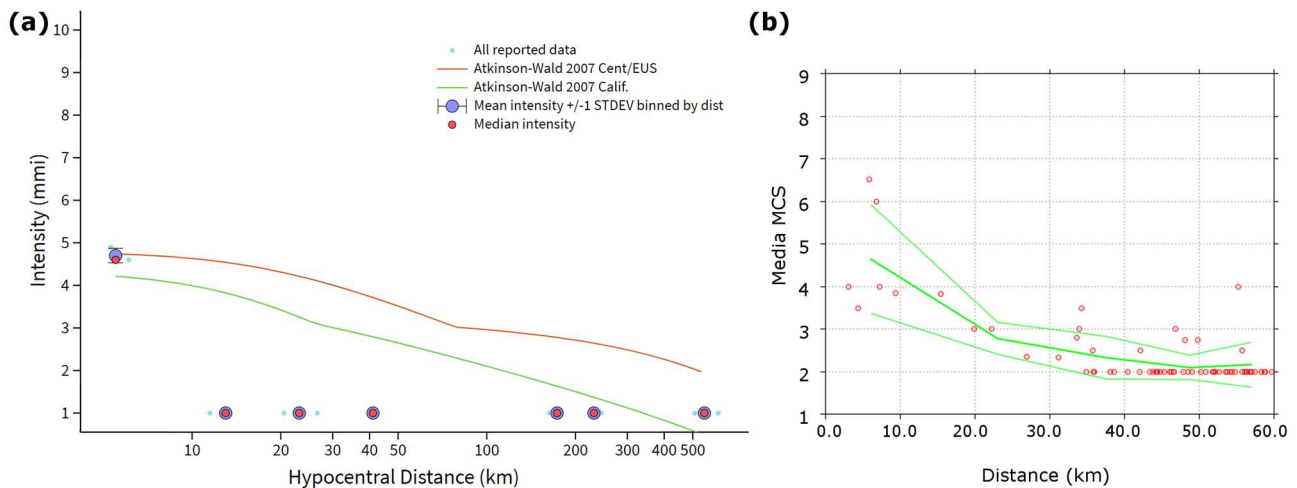 (a)
10
9
8
7
6
5
4
3
2
1
Intensity (mmi)
All reported data
Atkinson-Wald 2007 Cent/EUS
Atkinson-Wald 2007 Calif.
Mean intensity +/-1 STDEV binned by dist
Median intensity
10 20 30 40 50 100 200 300 400 500
Hypocentral Distance (km)
(b)
9
8
7
6
5
4
3
2
1
Media MCS
0.0 10.0 20.0 30.0 40.0 50.0 60.0
Distance (km)